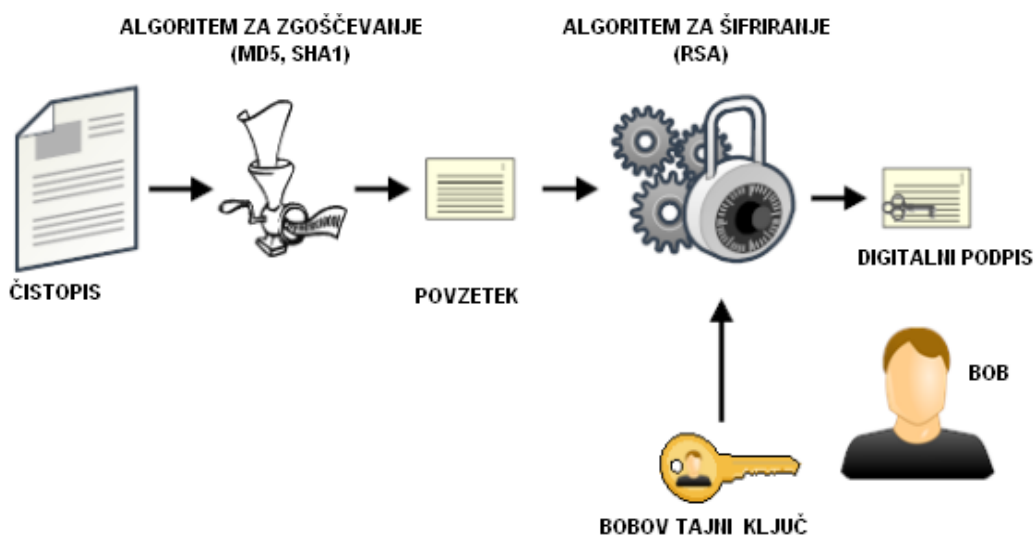 ALGORITEM ZA ZGOŠČEVANJE
(MD5, SHA1)
ALGORITEM ZA ŠIFRIRANJE
(RSA)
ČISTOPIS
POVZETEK
DIGITALNI PODPIS
BOB
BOBOV TAJNI KLJUČ